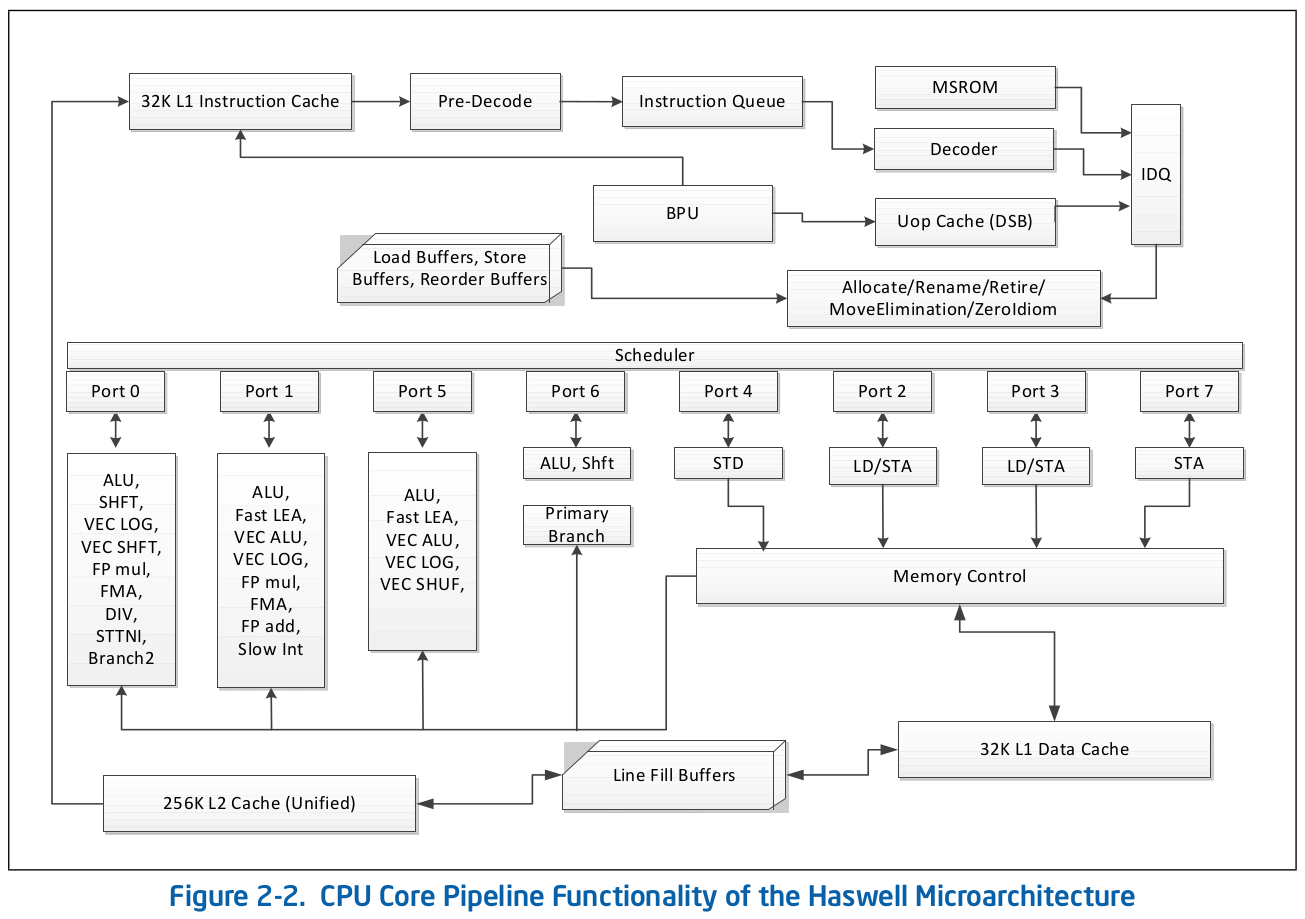 32K L1 Instruction Cache
Pre-Decode
Instruction Queue
MSROM
Decoder
IDQ
BPU
Uop Cache (DSB)
Load Buffers, Store
Buffers, Reorder Buffers
Allocate/Rename/Retire/
MoveElimination/ZeroIdiom
Scheduler
Port 0
Port 1
Port 5
Port 6
Port 4
Port 2
Port 3
Port 7
ALU,
SHFT,
VEC LOG,
VEC SHFT,
FP mul,
FMA,
DIV,
STTNI,
Branch2
ALU,
Fast LEA,
VEC ALU,
VEC LOG,
FP mul,
FMA,
FP add,
Slow Int
ALU,
Fast LEA,
VEC ALU,
VEC LOG,
VEC SHUF,
ALU, Shft
Primary
Branch
STD
LD/STA
LD/STA
STA
Memory Control
32K L1 Data Cache
Line Fill Buffers
256K L2 Cache (Unified)
Figure 2-2. CPU Core Pipeline Functionality of the Haswell Microarchitecture